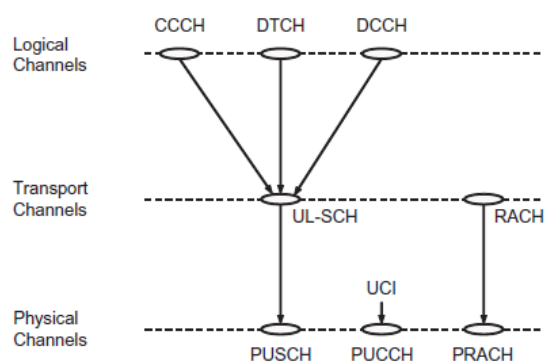 CCCH DTCH DCCH
Logical
Channels
Transport
Channels
UL-SCH RACH
UCI
Physical
Channels
PUSCH PUCCH PRACH